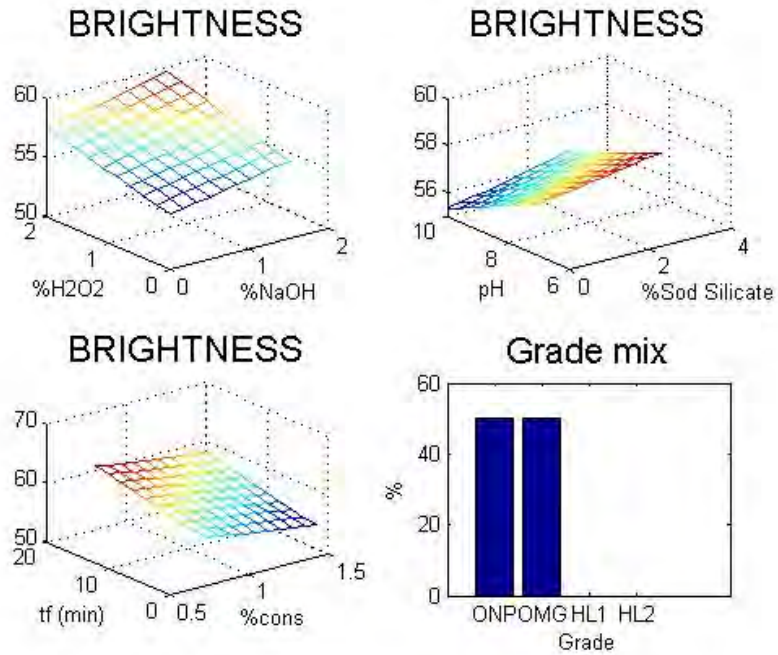 BRIGHTNESS
60
55
50
2
1
0
%H2O2
0
1
2
%NaOH
BRIGHTNESS
60
58
56
10
8
6
pH
0
2
4
%Sod Silicate
BRIGHTNESS
70
60
50
20
10
0
tf (min)
0.5
1
1.5
%cons
Grade mix
60
40
20
0
%
ONP OMG HL1 HL2
Grade